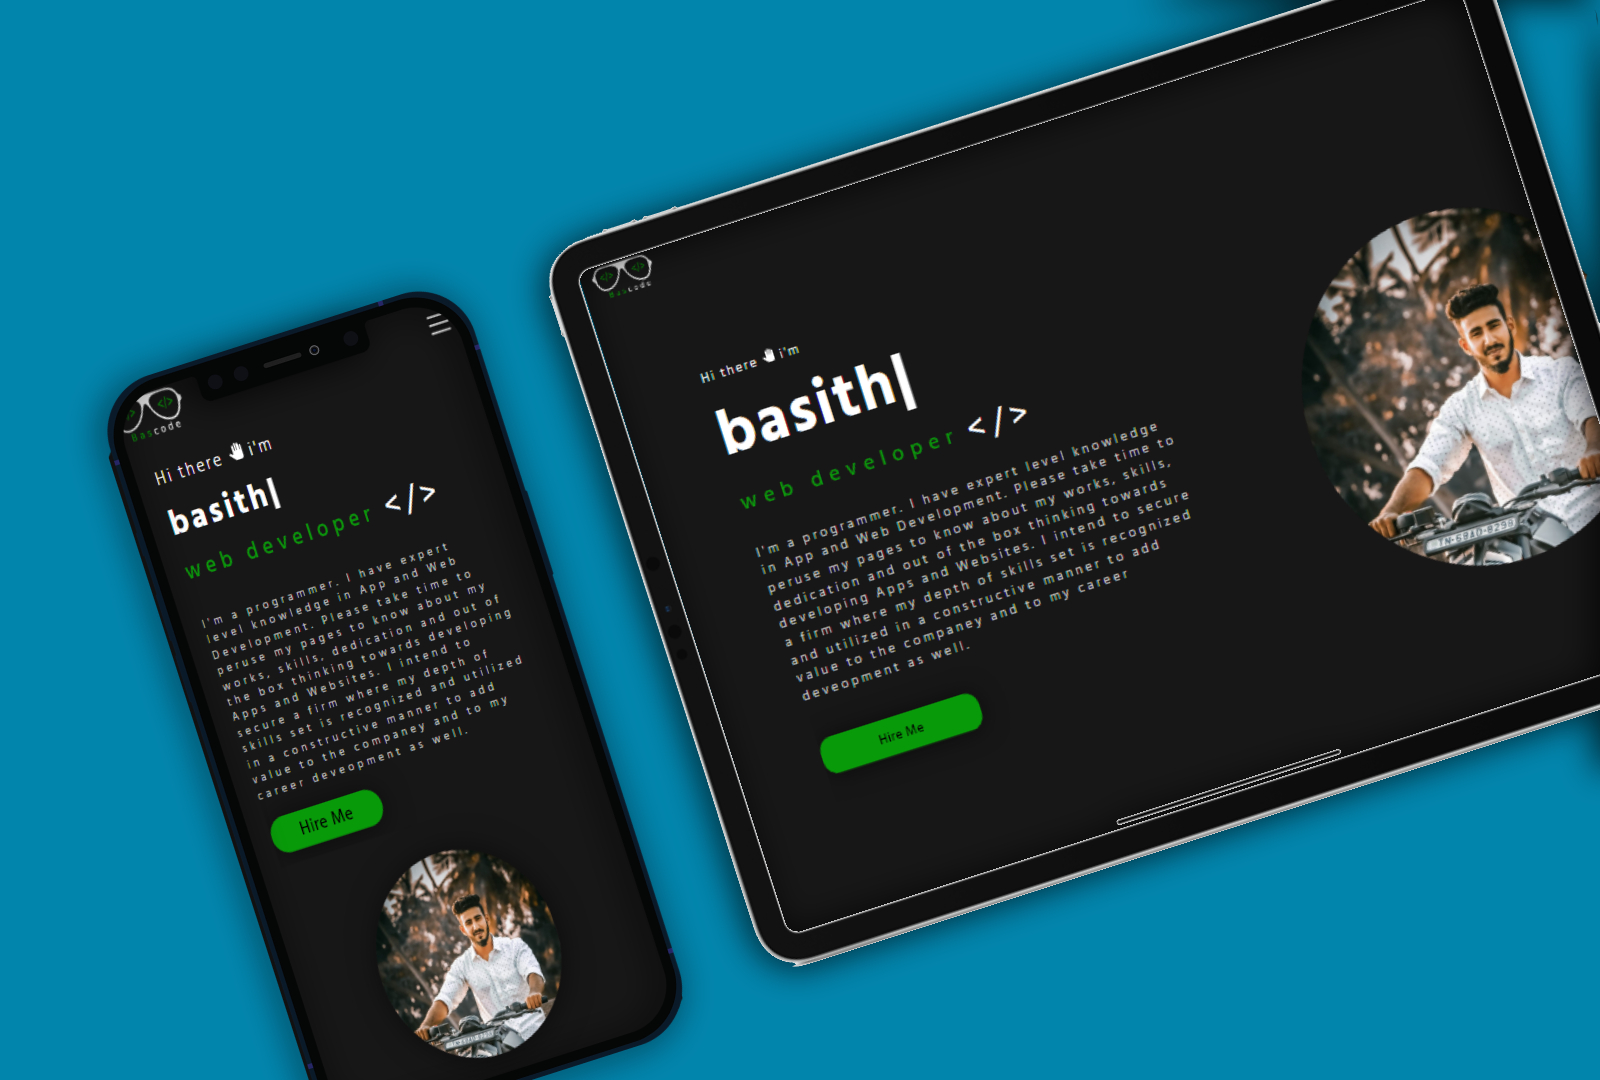 Bascode
Hi there i'm
basith|
web developer </>
I'm a programmer. I have expert
level knowledge in App and Web
Development. Please take time to
peruse my pages to know about my
works, skills, dedication and out of
the box thinking towards developing
Apps and Websites. I intend to
secure a firm where my depth of
skills set is recognized and utilized
in a constructive manner to add
value to the companey and to my
career deveopment as well.
Hire Me
Bascode
Hi there i'm
basith|
web developer </>
I'm a programmer. I have expert level knowledge
in App and Web Development. Please take time to
peruse my pages to know about my works, skills,
dedication and out of the box thinking towards
developing Apps and Websites. I intend to secure
a firm where my depth of skills set is recognized
and utilized in a constructive manner to add
value to the companey and to my career
deveopment as well.
Hire Me